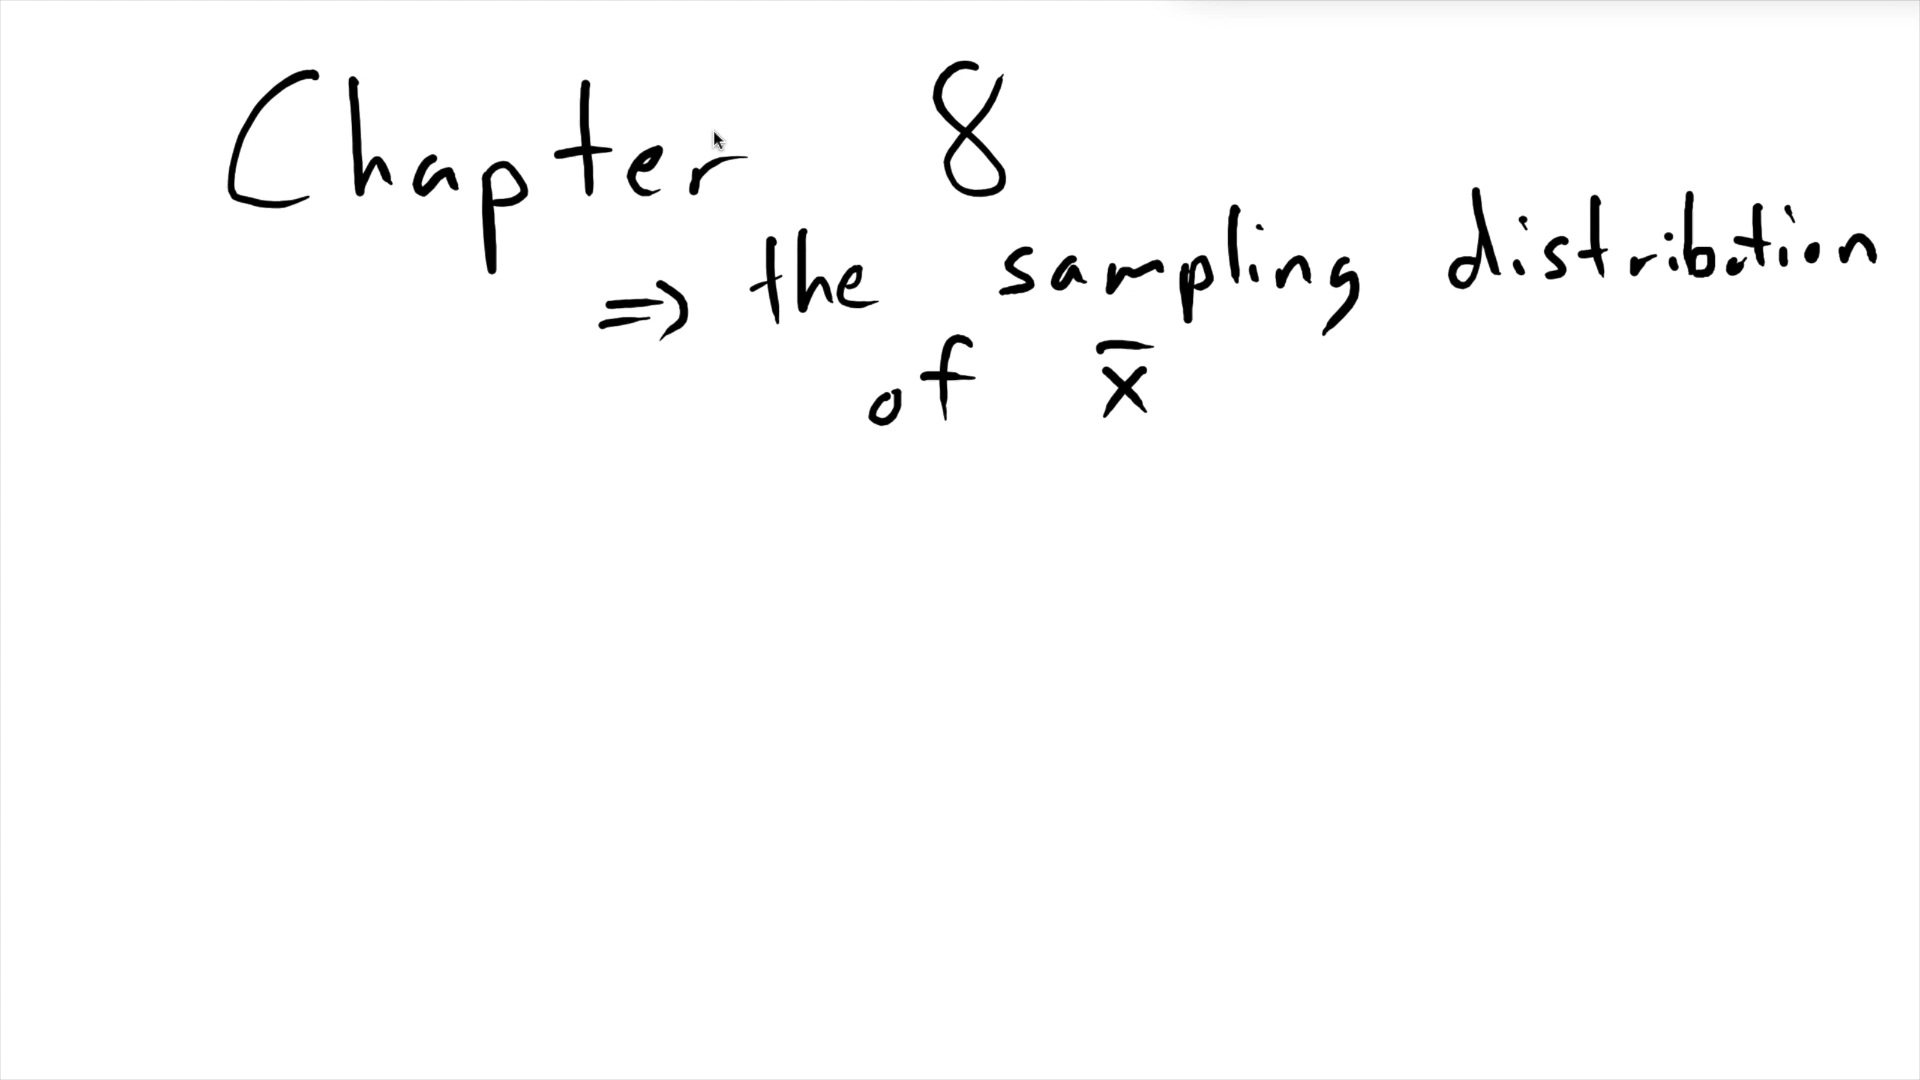 Chapter 8
⇒ the sampling distribution
of x̄